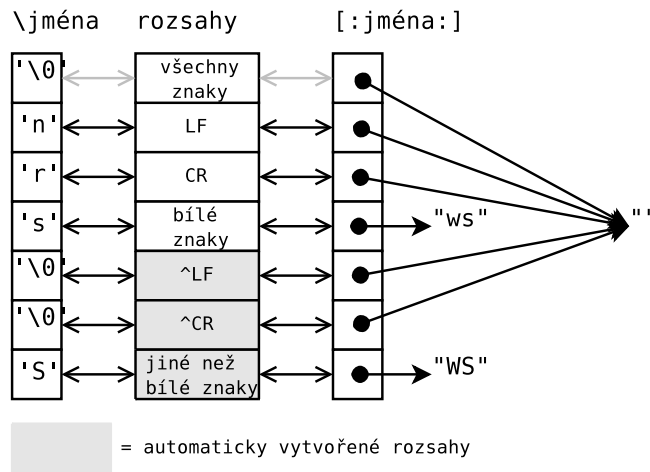 \jména rozsahy [:jména:]
'\0' všechny
znaky
'n' LF
'r' CR
's' bílé
znaky "ws" "'
'\0' ^LF
'\0' ^CR
'S' jiné než
bílé znaky "WS"
= automaticky vytvořené rozsahy